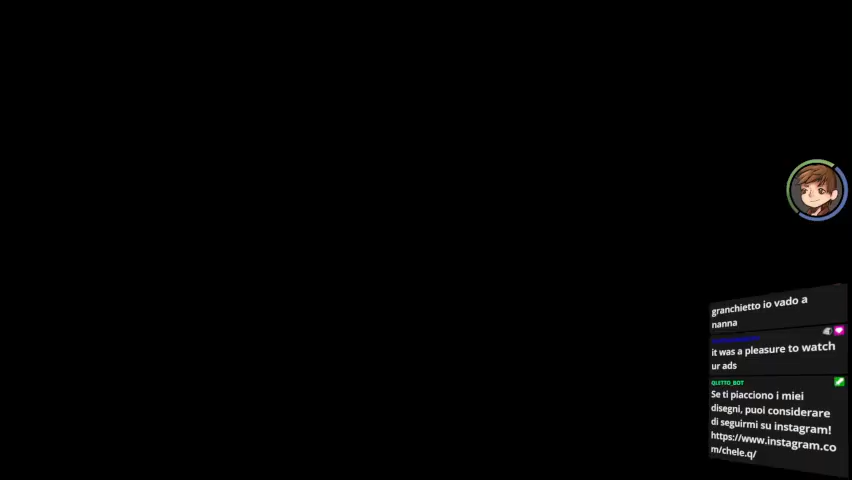 granchietto io vado a
nanna
it was a pleasure to watch
ur ads
QLETTO_BOT
Se ti piacciono i miei
disegni, puoi considerare
di seguirmi su instagram!
https://www.instagram.co
m/chele.q/